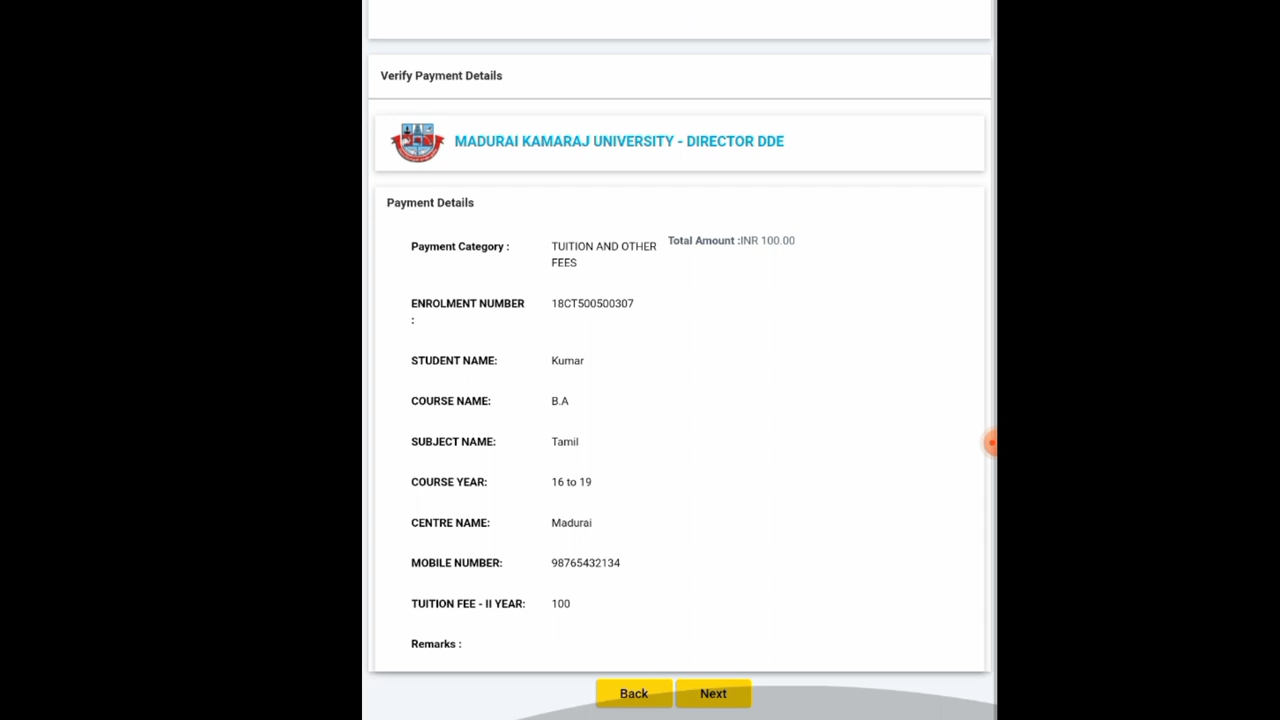 Verify Payment Details
MADURAI KAMARAJ UNIVERSITY - DIRECTOR DDE
Payment Details
Payment Category : TUITION AND OTHER FEES Total Amount :INR 100.00
ENROLMENT NUMBER : 18CT500500307
STUDENT NAME: Kumar
COURSE NAME: B.A
SUBJECT NAME: Tamil
COURSE YEAR: 16 to 19
CENTRE NAME: Madurai
MOBILE NUMBER: 98765432134
TUITION FEE - II YEAR: 100
Remarks :
Back Next